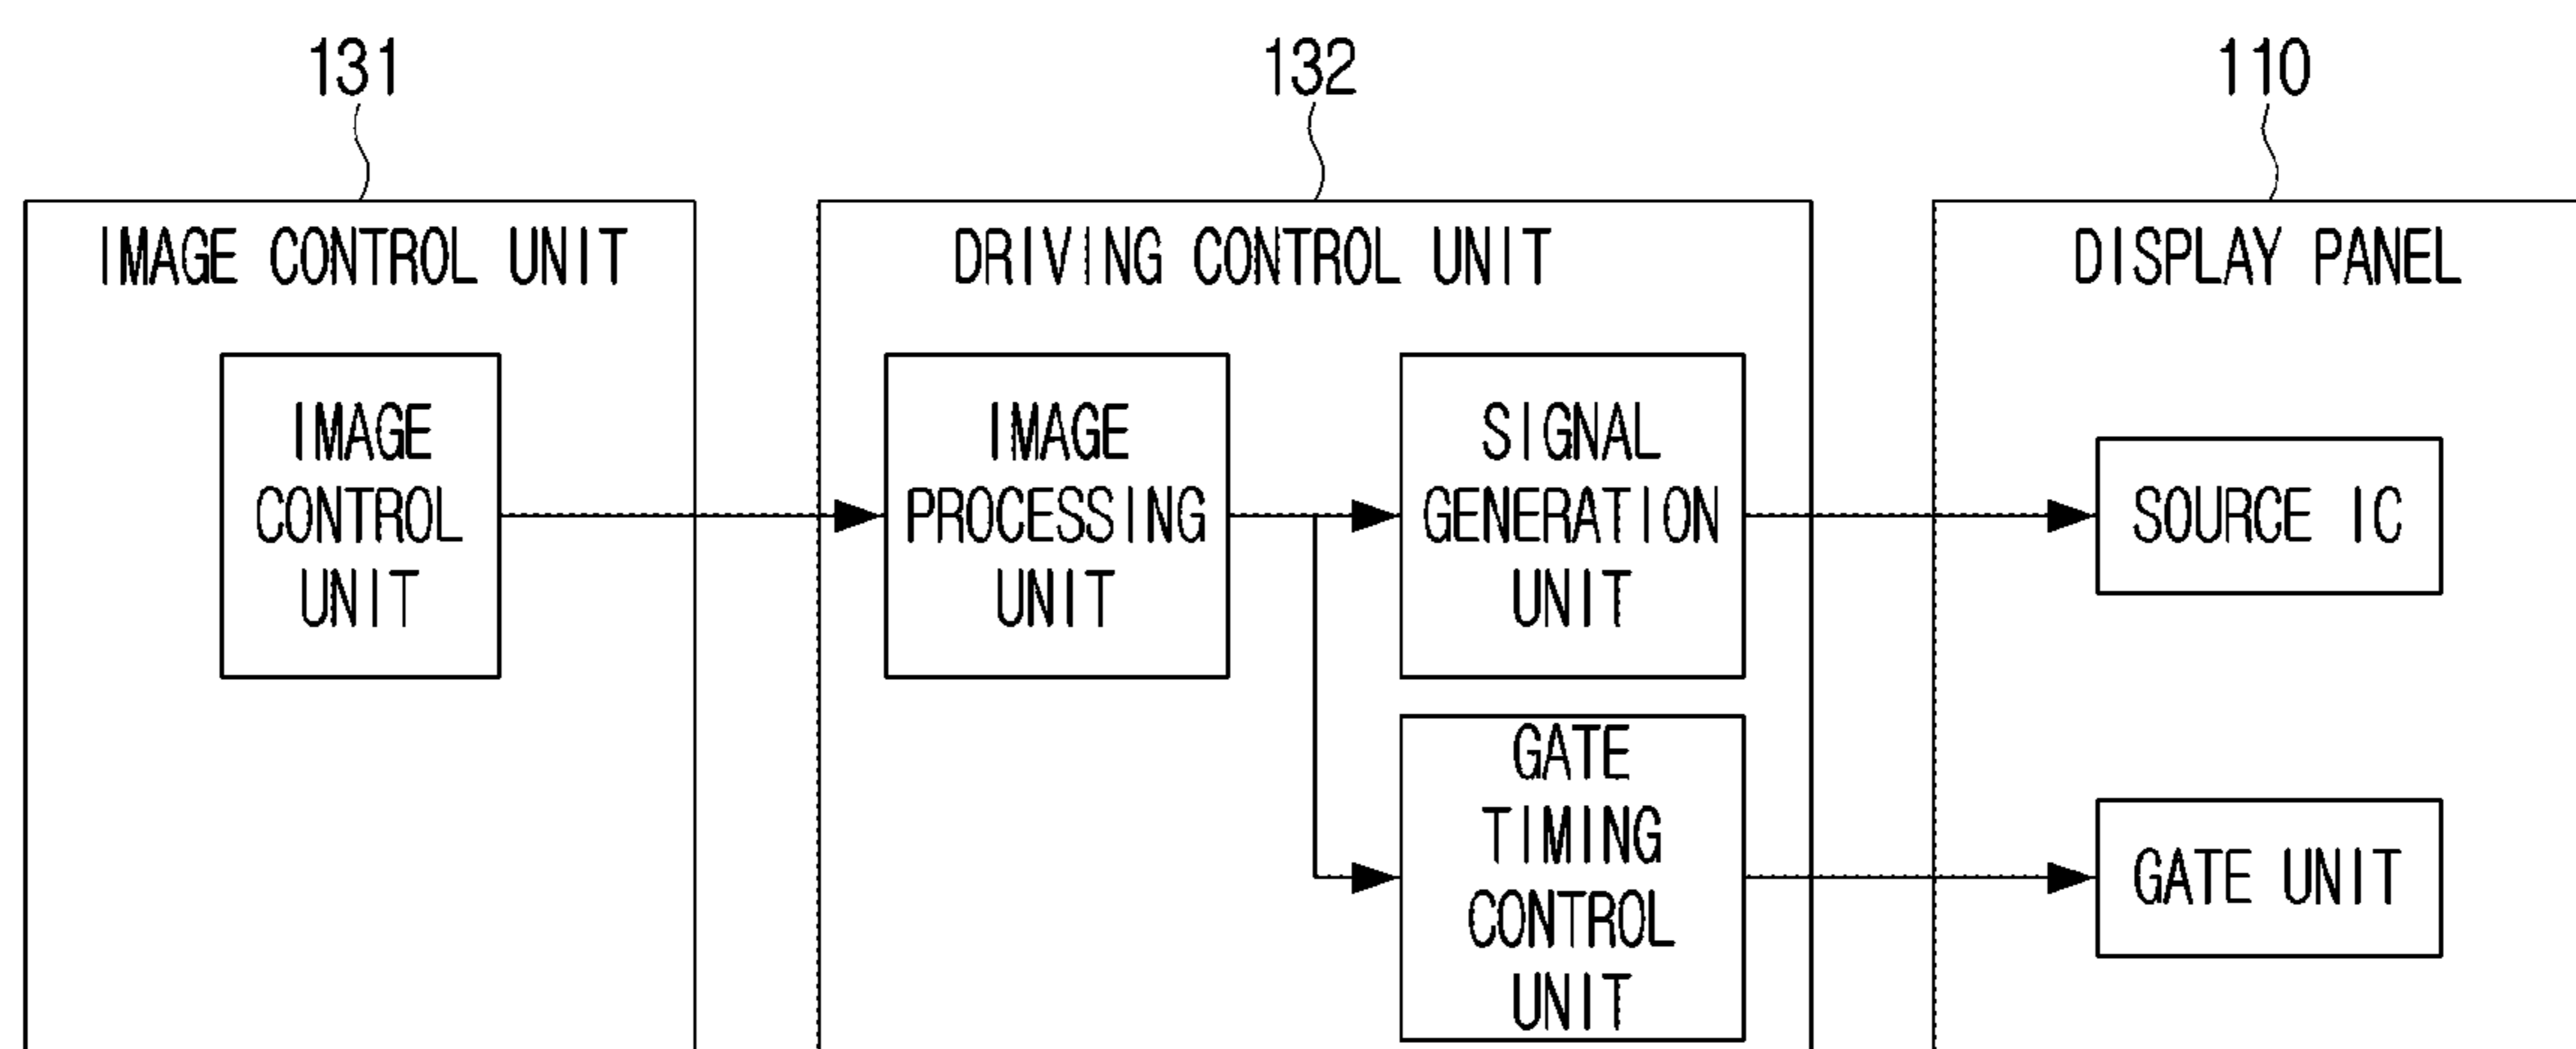 131
132
110
IMAGE CONTROL UNIT
DRIVING CONTROL UNIT
DISPLAY PANEL
IMAGE
CONTROL
UNIT
IMAGE
PROCESSING
UNIT
SIGNAL
GENERATION
UNIT
SOURCE IC
GATE
TIMING
CONTROL
UNIT
GATE UNIT